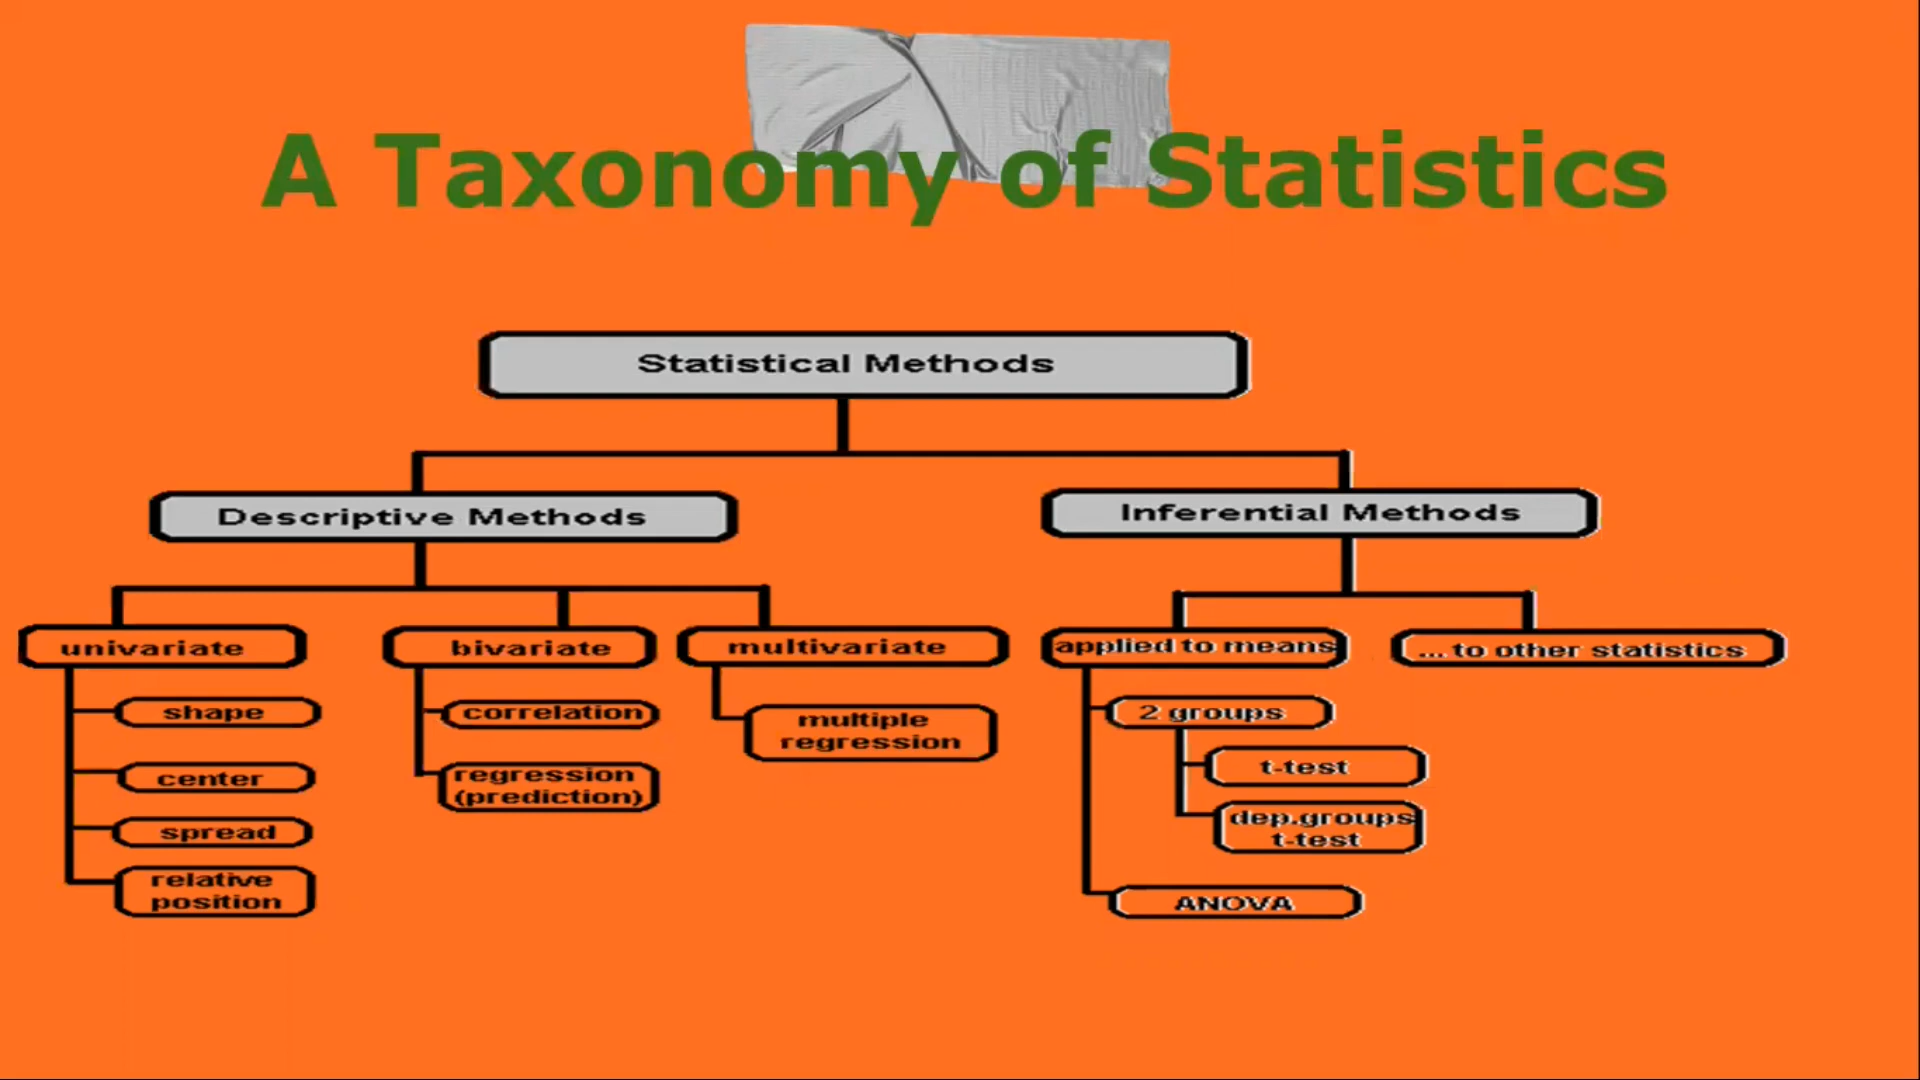 A Taxonomy of Statistics
Statistical Methods
Descriptive Methods
Inferential Methods
univariate
bivariate
multivariate
applied to means
... to other statistics
shape
center
spread
relative
position
correlation
regression
(prediction)
multiple
regression
2 groups
t-test
dep.groups
t-test
ANOVA